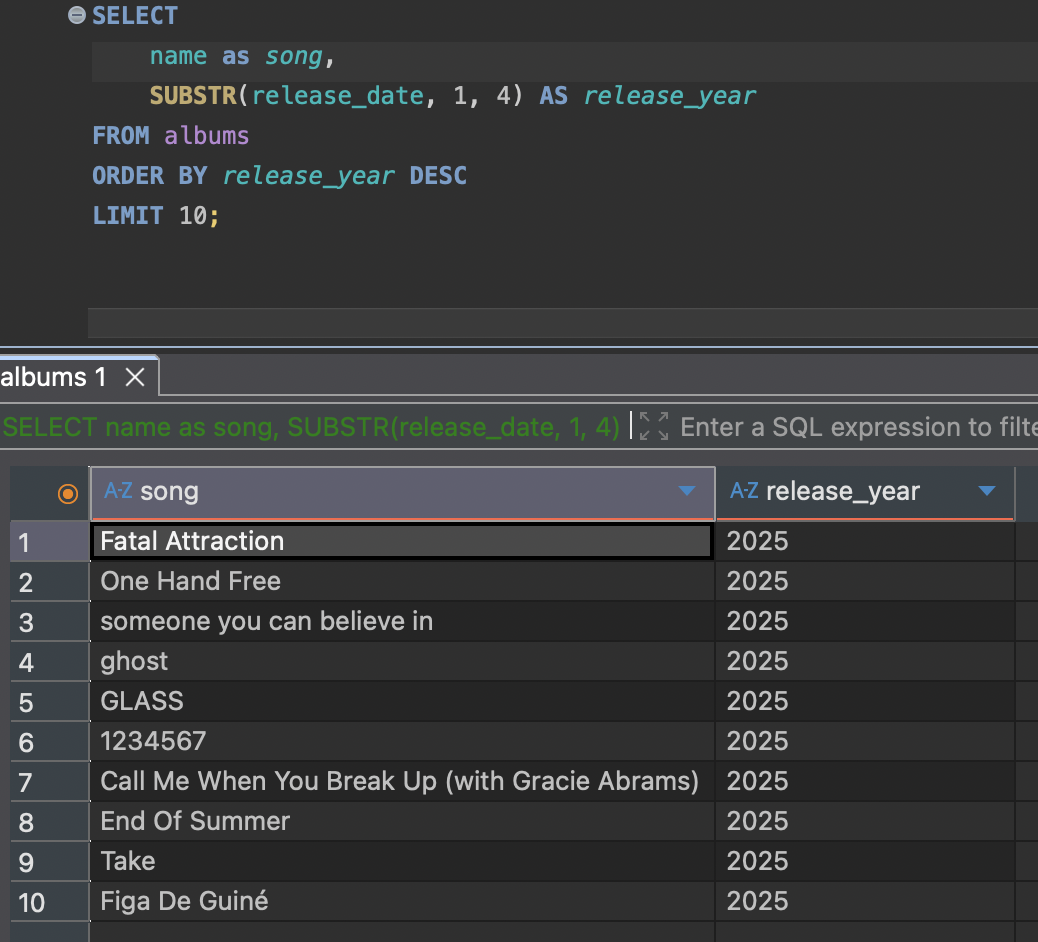 SELECT
name as song,
SUBSTR(release_date, 1, 4) AS release_year
FROM albums
ORDER BY release_year DESC
LIMIT 10;
albums 1
SELECT name as song, SUBSTR(release_date, 1, 4) Enter a SQL expression to filte
A-Z song A-Z release_year
1 Fatal Attraction 2025
2 One Hand Free 2025
3 someone you can believe in 2025
4 ghost 2025
5 GLASS 2025
6 1234567 2025
7 Call Me When You Break Up (with Gracie Abrams) 2025
8 End Of Summer 2025
9 Take 2025
10 Figa De Guiné 2025